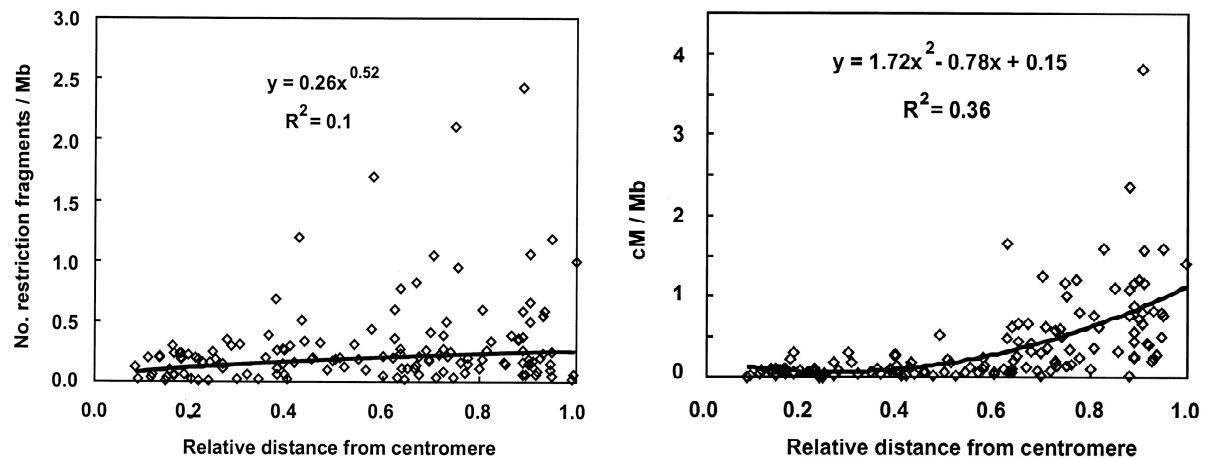 No. restriction fragments / Mb
3.0
2.5
2.0
1.5
1.0
0.5
0.0
y = 0.26x^0.52
R^2 = 0.1
0.0 0.2 0.4 0.6 0.8 1.0
Relative distance from centromere
cM / Mb
4
3
2
1
0
y = 1.72x^2 - 0.78x + 0.15
R^2 = 0.36
0.0 0.2 0.4 0.6 0.8 1.0
Relative distance from centromere